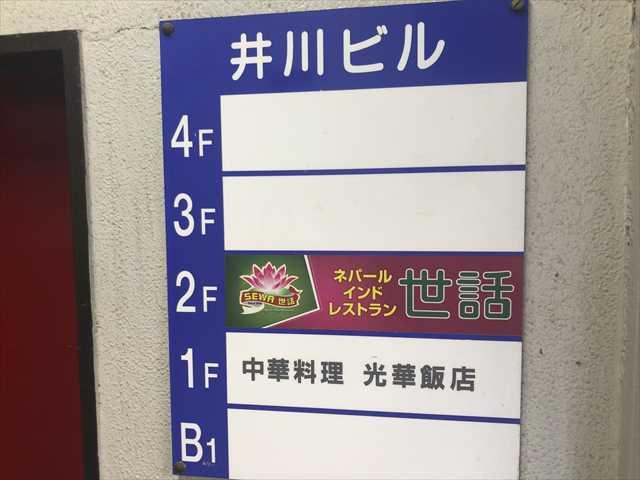 井川ビル
4F
3F
2F
SEWA 世話
ネパール
インド
レストラン
世話
1F
中華料理 光華飯店
B1